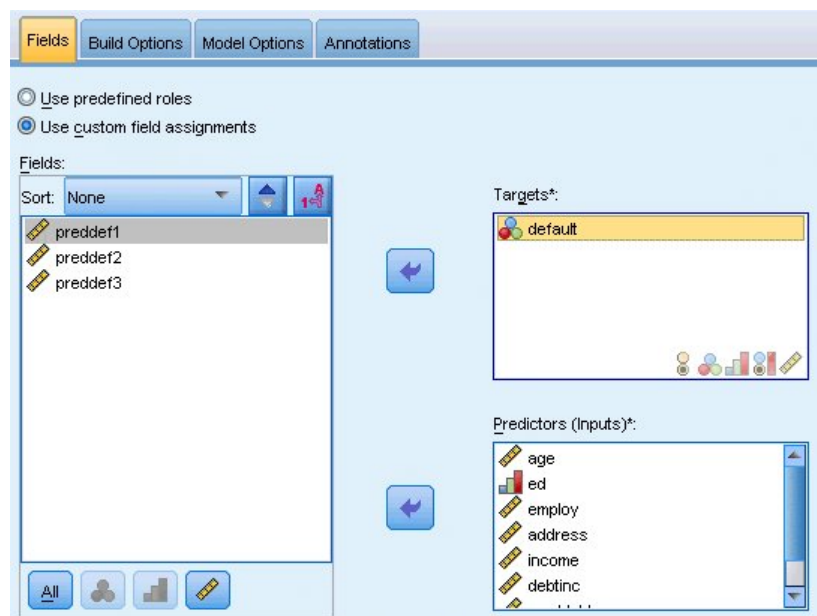 Fields Build Options Model Options Annotations
Use predefined roles
Use custom field assignments
Fields:
Sort: None
A
1
preddef1
preddef2
preddef3
All
Targets*:
default
Predictors (Inputs)*:
age
ed
employ
address
income
debtinc